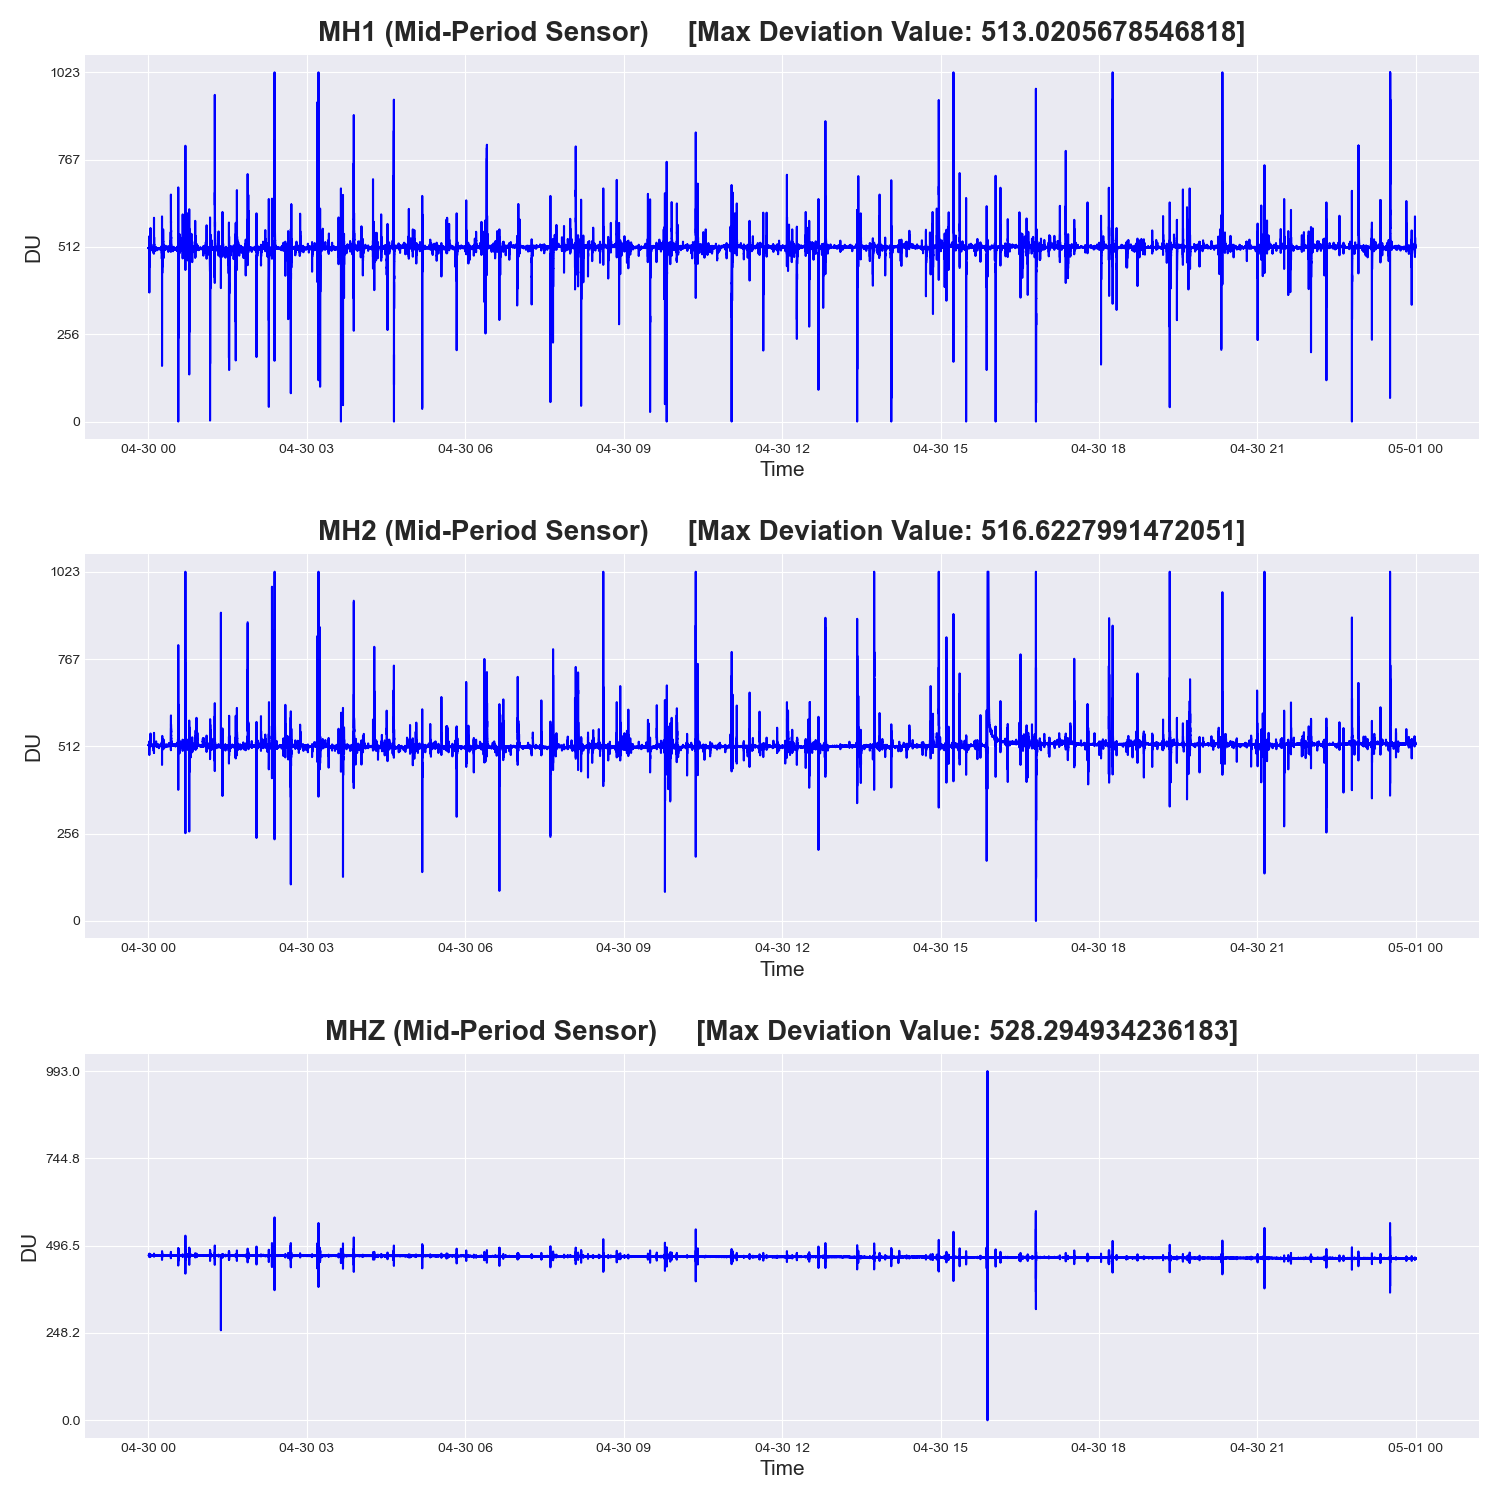 MH1 (Mid-Period Sensor) [Max Deviation Value: 513.0205678546818]
1023
767
512
256
0
DU
04-30 00 04-30 03 04-30 06 04-30 09 04-30 12 04-30 15 04-30 18 04-30 21 05-01 00
Time
MH2 (Mid-Period Sensor) [Max Deviation Value: 516.6227991472051]
1023
767
512
256
0
DU
04-30 00 04-30 03 04-30 06 04-30 09 04-30 12 04-30 15 04-30 18 04-30 21 05-01 00
Time
MHZ (Mid-Period Sensor) [Max Deviation Value: 528.294934236183]
993.0
744.8
496.5
248.2
0.0
DU
04-30 00 04-30 03 04-30 06 04-30 09 04-30 12 04-30 15 04-30 18 04-30 21 05-01 00
Time